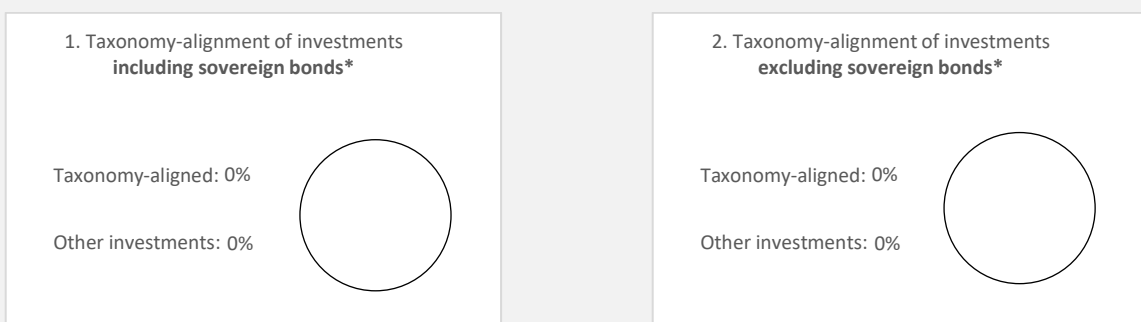 1. Taxonomy-alignment of investments
including sovereign bonds*
Taxonomy-aligned: 0%
Other investments: 0%
2. Taxonomy-alignment of investments
excluding sovereign bonds*
Taxonomy-aligned: 0%
Other investments: 0%